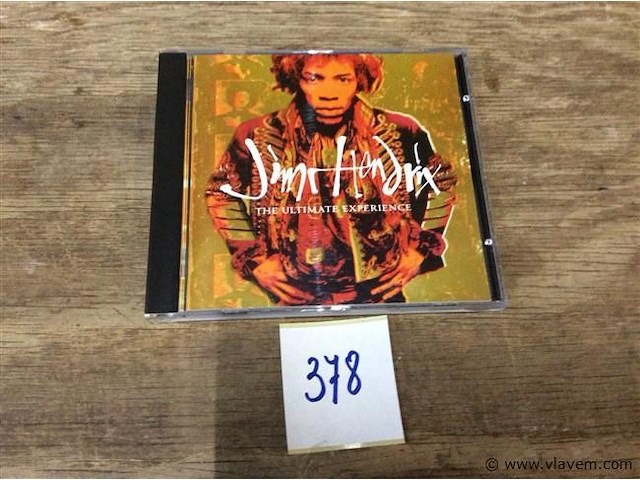 Jimi Hendrix
THE ULTIMATE EXPERIENCE
378
© www.vlavem.com